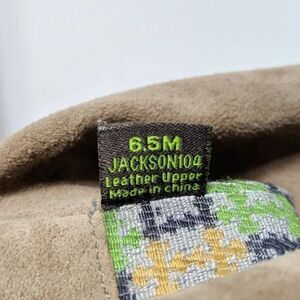 6.5M
JACKSON104
Leather Upper
Made in china